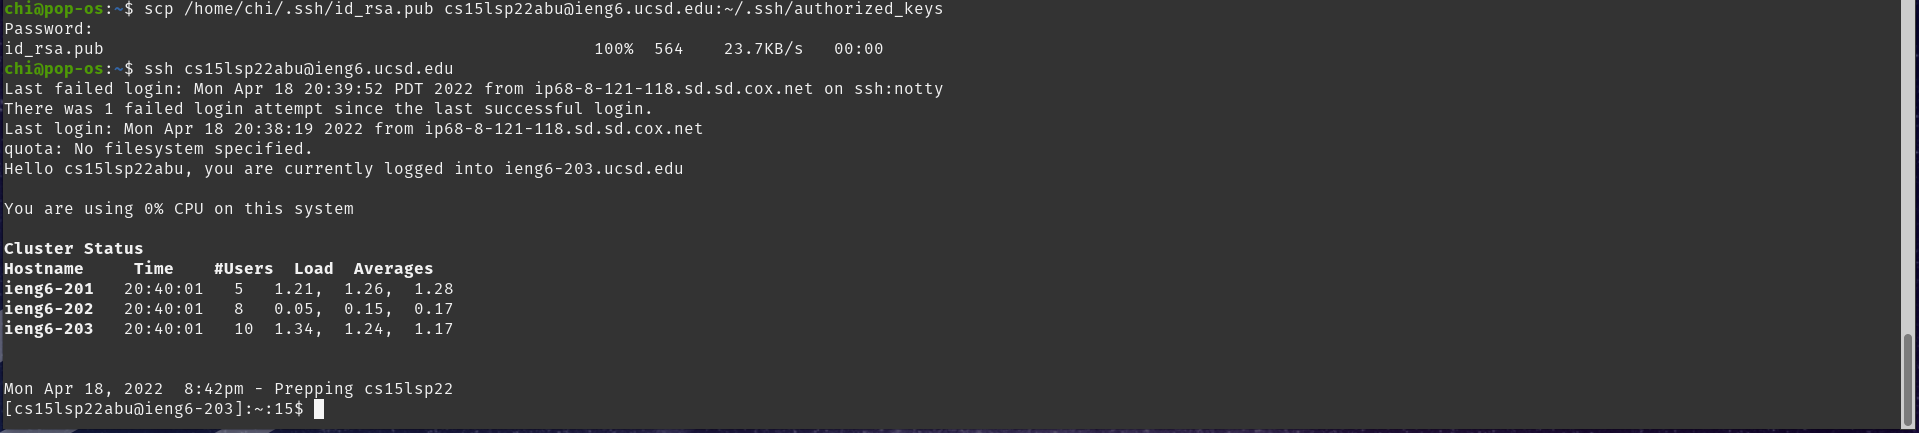 chi@pop-os:~$ scp /home/chi/.ssh/id_rsa.pub cs15lsp22abu@ieng6.ucsd.edu:~/.ssh/authorized_keys
Password:
id_rsa.pub                                                 100%  564    23.7KB/s   00:00
chi@pop-os:~$ ssh cs15lsp22abu@ieng6.ucsd.edu
Last failed login: Mon Apr 18 20:39:52 PDT 2022 from ip68-8-121-118.sd.sd.cox.net on ssh:notty
There was 1 failed login attempt since the last successful login.
Last login: Mon Apr 18 20:38:19 2022 from ip68-8-121-118.sd.sd.cox.net
quota: No filesystem specified.
Hello cs15lsp22abu, you are currently logged into ieng6-203.ucsd.edu

You are using 0% CPU on this system

Cluster Status
Hostname     Time    #Users  Load  Averages
ieng6-201   20:40:01   5   1.21,  1.26,  1.28
ieng6-202   20:40:01   8   0.05,  0.15,  0.17
ieng6-203   20:40:01   10  1.34,  1.24,  1.17

Mon Apr 18, 2022  8:42pm - Prepping cs15lsp22
[cs15lsp22abu@ieng6-203]:~:15$